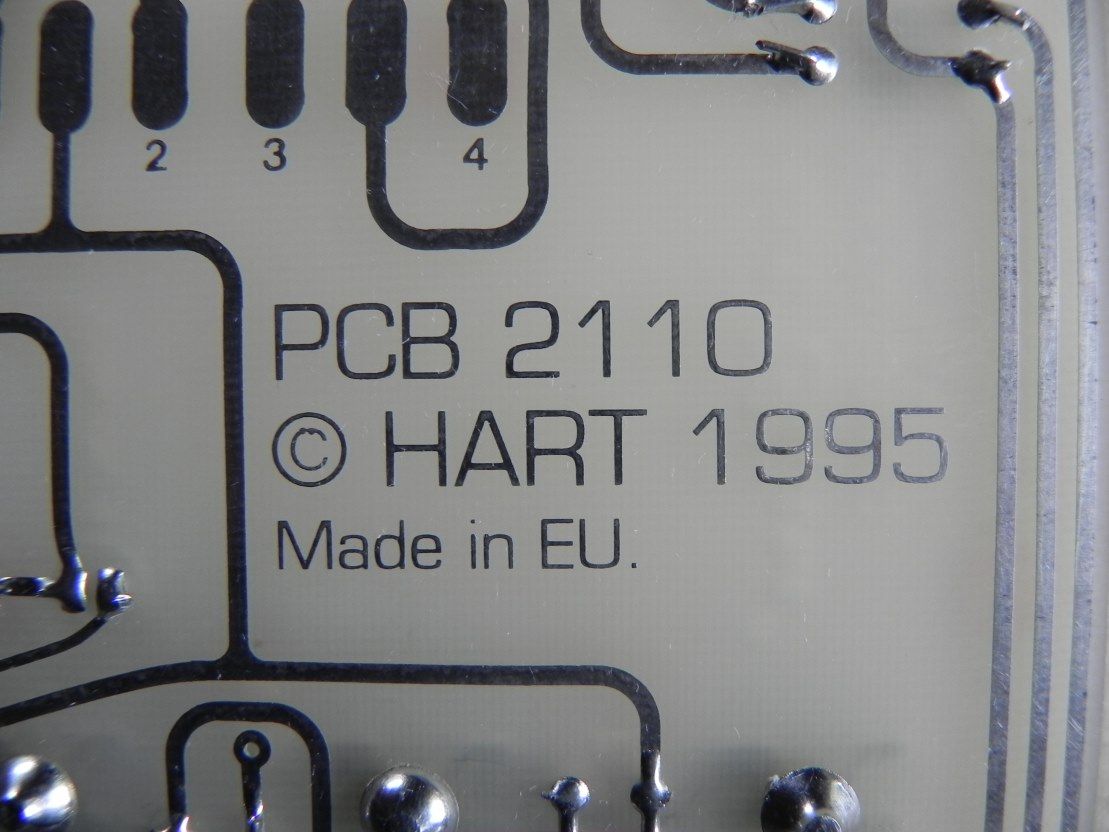 2 3 4
PCB 2110
© HART 1995
Made in EU.